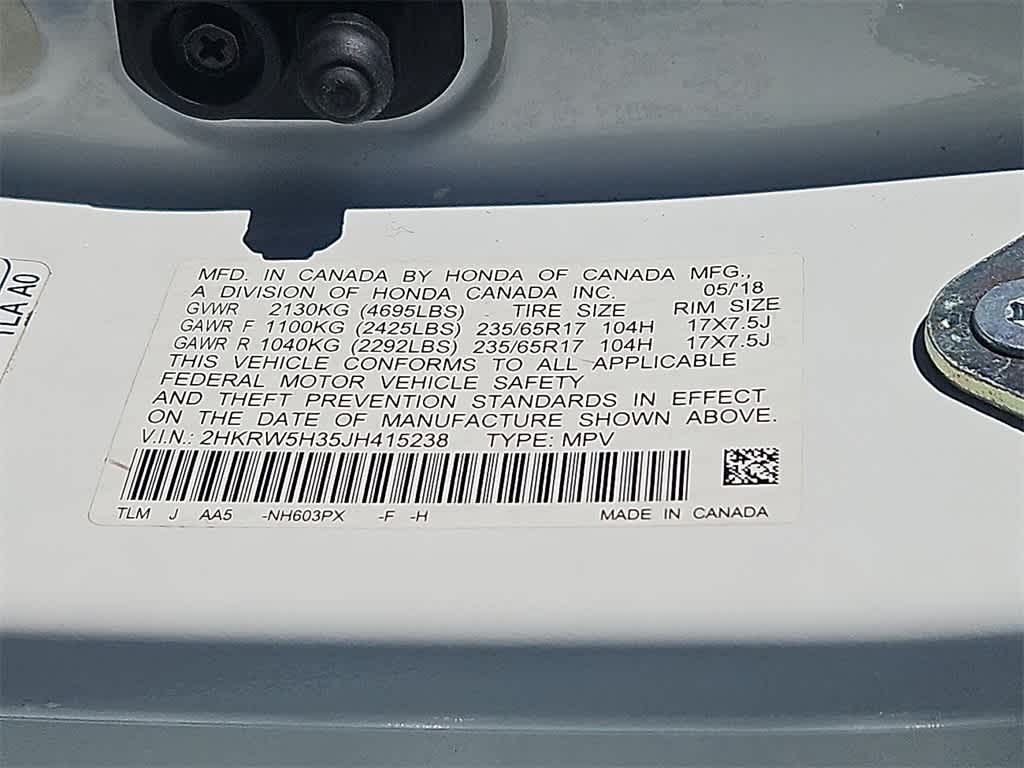 MFD. IN CANADA BY HONDA OF CANADA MFG.,
A DIVISION OF HONDA CANADA INC. 05/'18
GVWR 2130KG (4695LBS) TIRE SIZE RIM SIZE
GAWR F 1100KG (2425LBS) 235/65R17 104H 17X7.5J
GAWR R 1040KG (2292LBS) 235/65R17 104H 17X7.5J
THIS VEHICLE CONFORMS TO ALL APPLICABLE
FEDERAL MOTOR VEHICLE SAFETY
AND THEFT PREVENTION STANDARDS IN EFFECT
ON THE DATE OF MANUFACTURE SHOWN ABOVE.
V.I.N.: 2HKRW5H35JH415238 TYPE: MPV
TLM J AA5 -NH603PX -F -H MADE IN CANADA
TLA A0